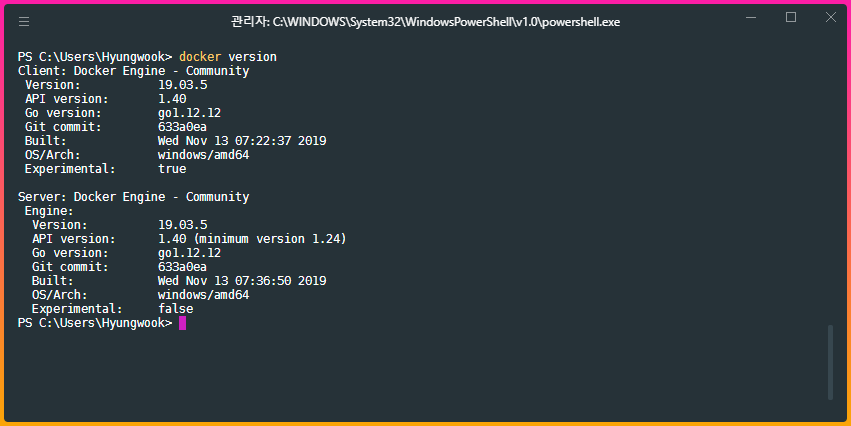 관리자: C:\WINDOWS\System32\WindowsPowerShell\v1.0\powershell.exe
PS C:\Users\Hyungwook> docker version
Client: Docker Engine - Community
 Version:           19.03.5
 API version:       1.40
 Go version:        go1.12.12
 Git commit:        633a0ea
 Built:             Wed Nov 13 07:22:37 2019
 OS/Arch:           windows/amd64
 Experimental:      true

Server: Docker Engine - Community
 Engine:
  Version:          19.03.5
  API version:      1.40 (minimum version 1.24)
  Go version:       go1.12.12
  Git commit:       633a0ea
  Built:            Wed Nov 13 07:36:50 2019
  OS/Arch:          windows/amd64
  Experimental:     false
PS C:\Users\Hyungwook>